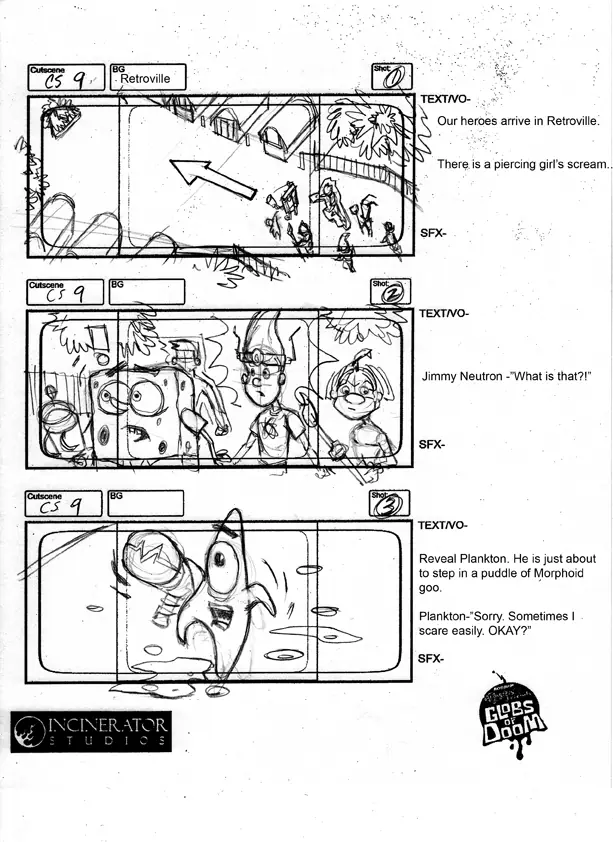 Cutscene
CS 9
BG
Retroville
Shot:
1
TEXT/VO-
Our heroes arrive in Retroville.
There is a piercing girl's scream..
SFX-
Cutscene
CS 9
BG
Shot:
2
TEXT/VO-
Jimmy Neutron -"What is that?!"
SFX-
Cutscene
CS 9
BG
Shot:
3
TEXT/VO-
Reveal Plankton. He is just about
to step in a puddle of Morphoid
goo.
Plankton-"Sorry. Sometimes I
scare easily. OKAY?"
SFX-
INCINERATOR
STUDIOS
GLOBS
OF
DOOM